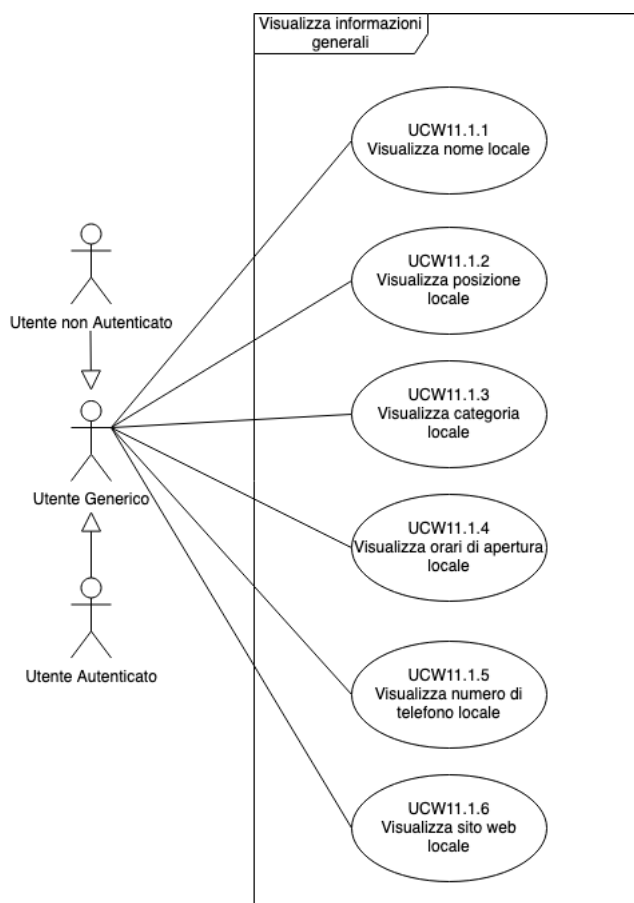 Visualizza informazioni
generali
UCW11.1.1
Visualizza nome locale
UCW11.1.2
Visualizza posizione
locale
Utente non Autenticato
UCW11.1.3
Visualizza categoria
locale
Utente Generico
UCW11.1.4
Visualizza orari di apertura
locale
Utente Autenticato
UCW11.1.5
Visualizza numero di
telefono locale
UCW11.1.6
Visualizza sito web
locale